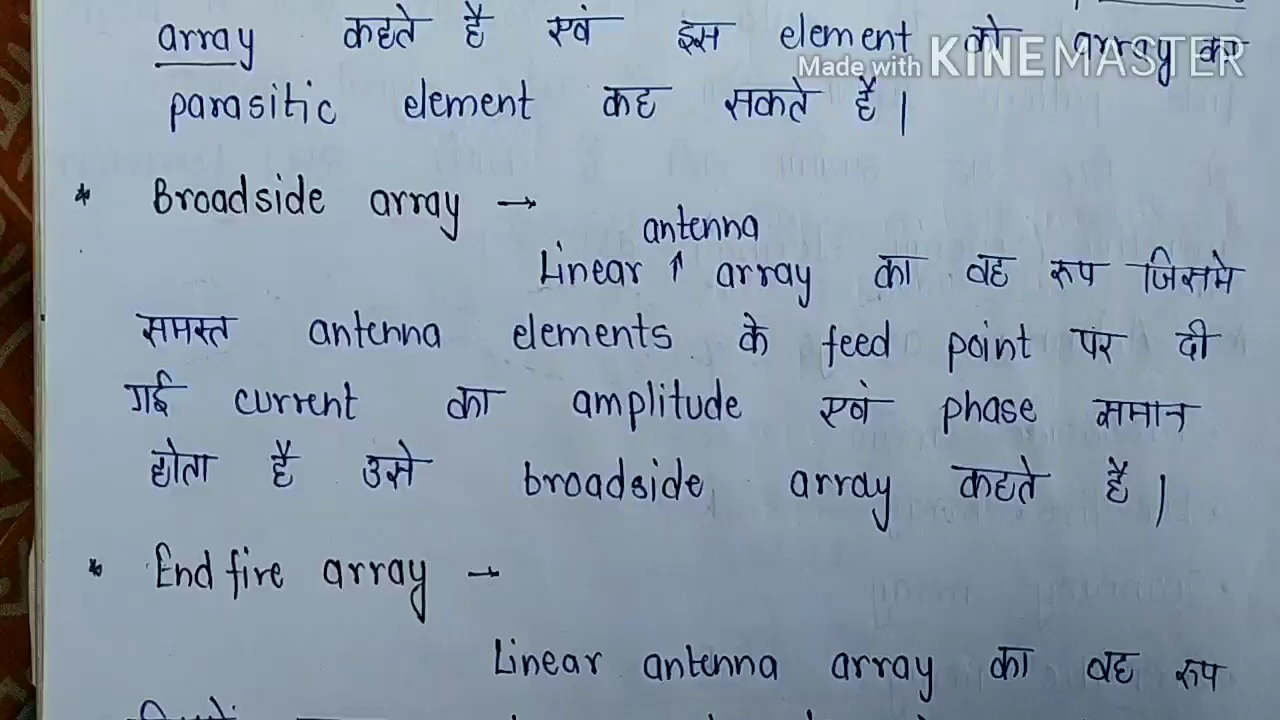 array कहते है एवं इस element को array का
Made with KINEMASTER
parasitic element कह सकते है।
* Broadside array →
antenna
Linear ↑ array का वह रुप जिसमे
समस्त antenna elements के feed point पर दी
गई current का amplitude एवं phase समान
होता है उसे broadside array कहते है।
* End fire array →
Linear antenna array का वह रुप